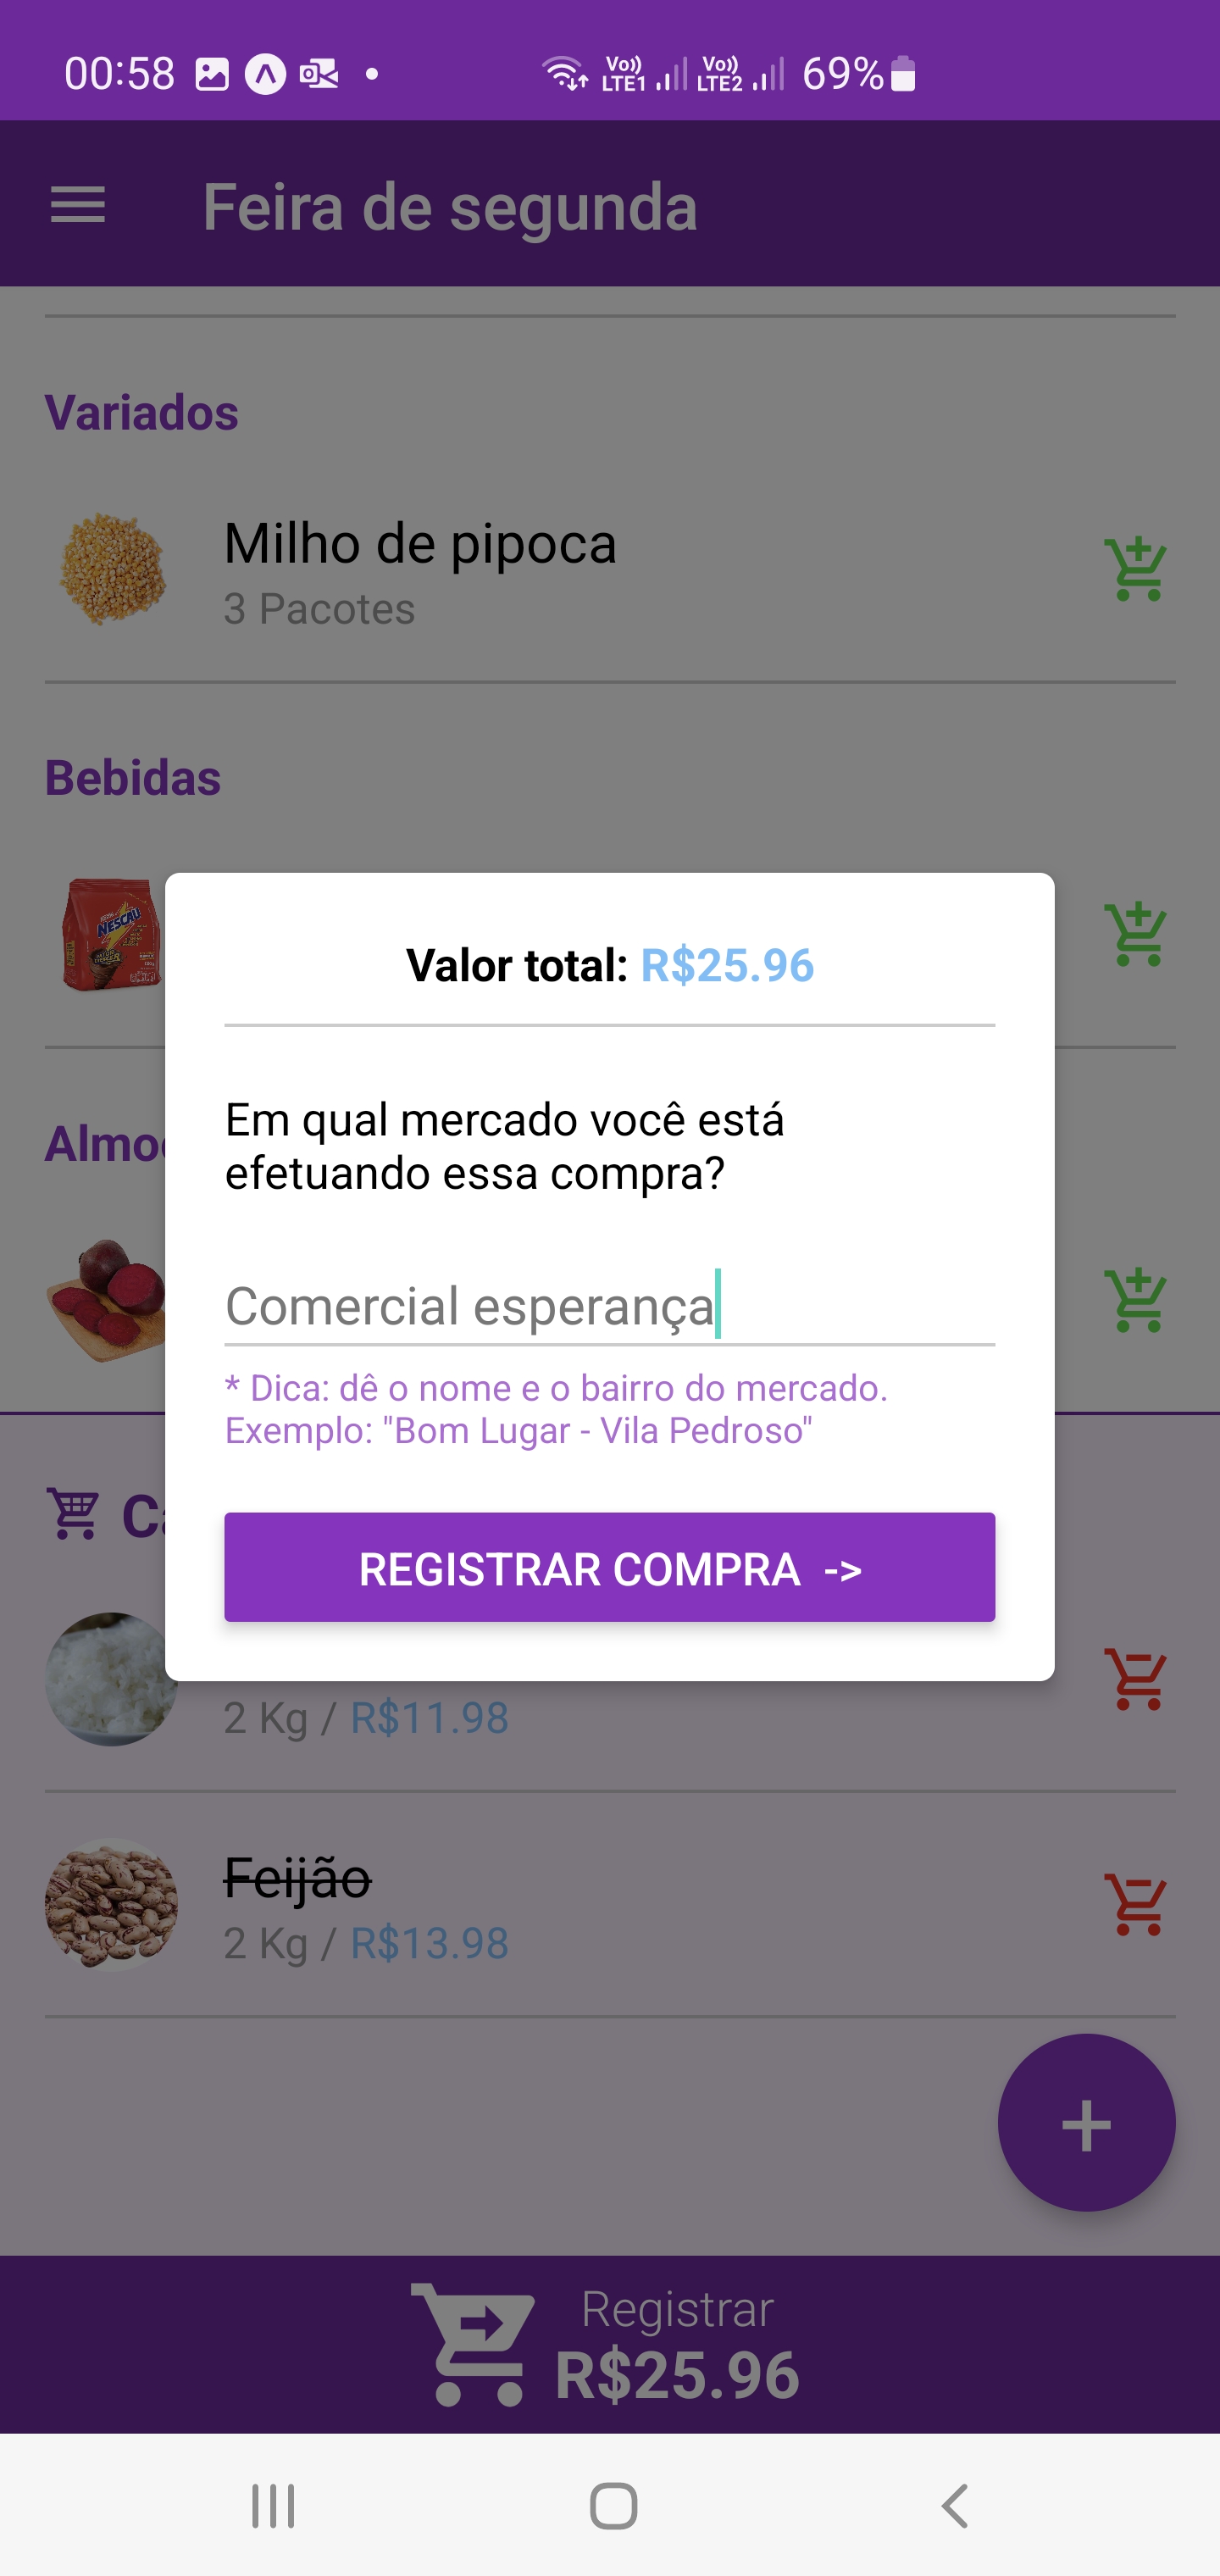 00:58
Vo)) LTE1 Vo)) LTE2 69%
Feira de segunda
Variados
Milho de pipoca
3 Pacotes
Bebidas
NESCAU
Valor total: R$25.96
Em qual mercado você está
efetuando essa compra?
Comercial esperança
* Dica: dê o nome e o bairro do mercado.
Exemplo: "Bom Lugar - Vila Pedroso"
REGISTRAR COMPRA ->
2 Kg / R$11.98
Feijão
2 Kg / R$13.98
+
Registrar
R$25.96